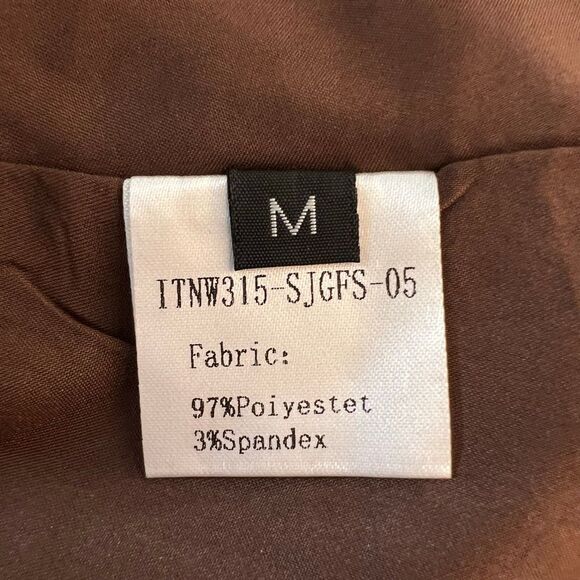 M
ITNW315-SJGFS-05
Fabric:
97%Poiyestet
3%Spandex